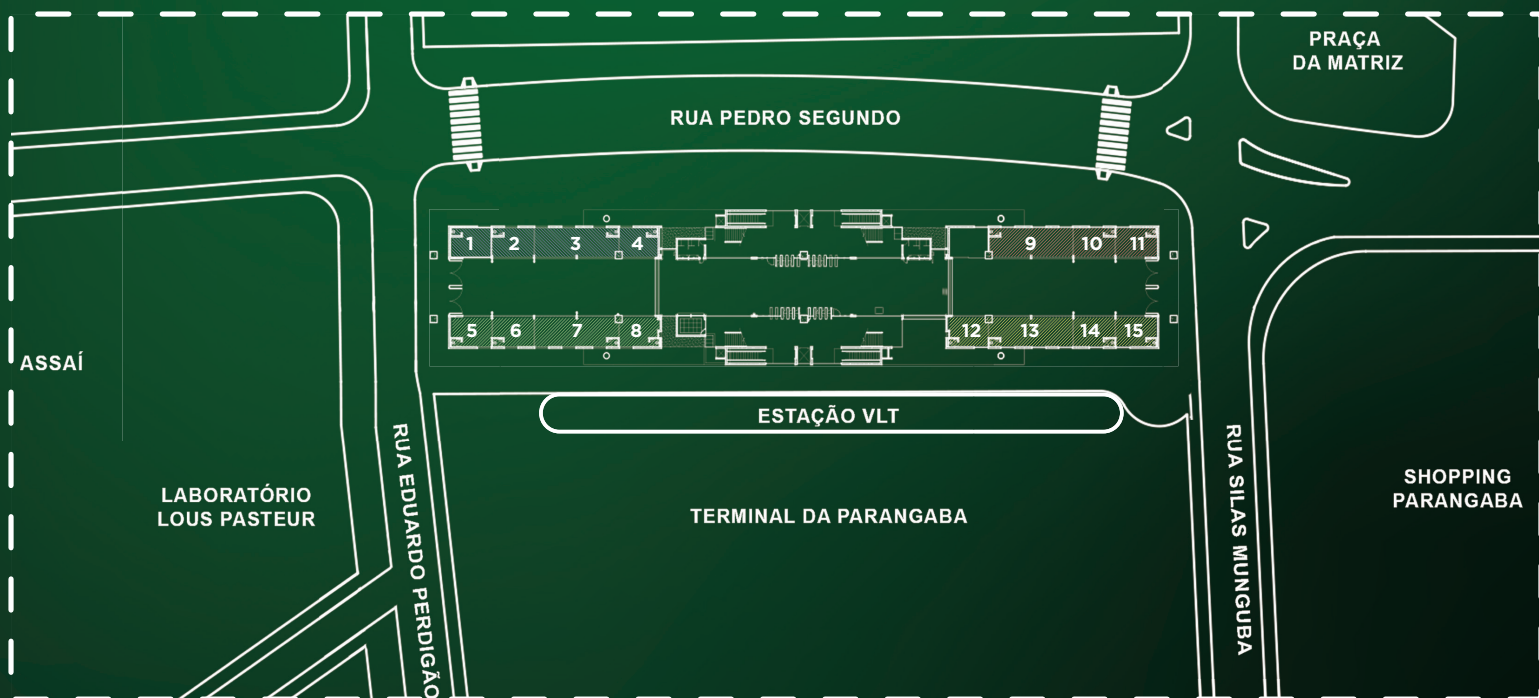 PRAÇA
DA MATRIZ
RUA PEDRO SEGUNDO
1 2 3 4 9 10 11
5 6 7 8 12 13 14 15
ASSAÍ
ESTAÇÃO VLT
RUA EDUARDO PERDIGÃO
RUA SILAS MUNGUBA
LABORATÓRIO
LOUS PASTEUR
TERMINAL DA PARANGABA
SHOPPING
PARANGABA